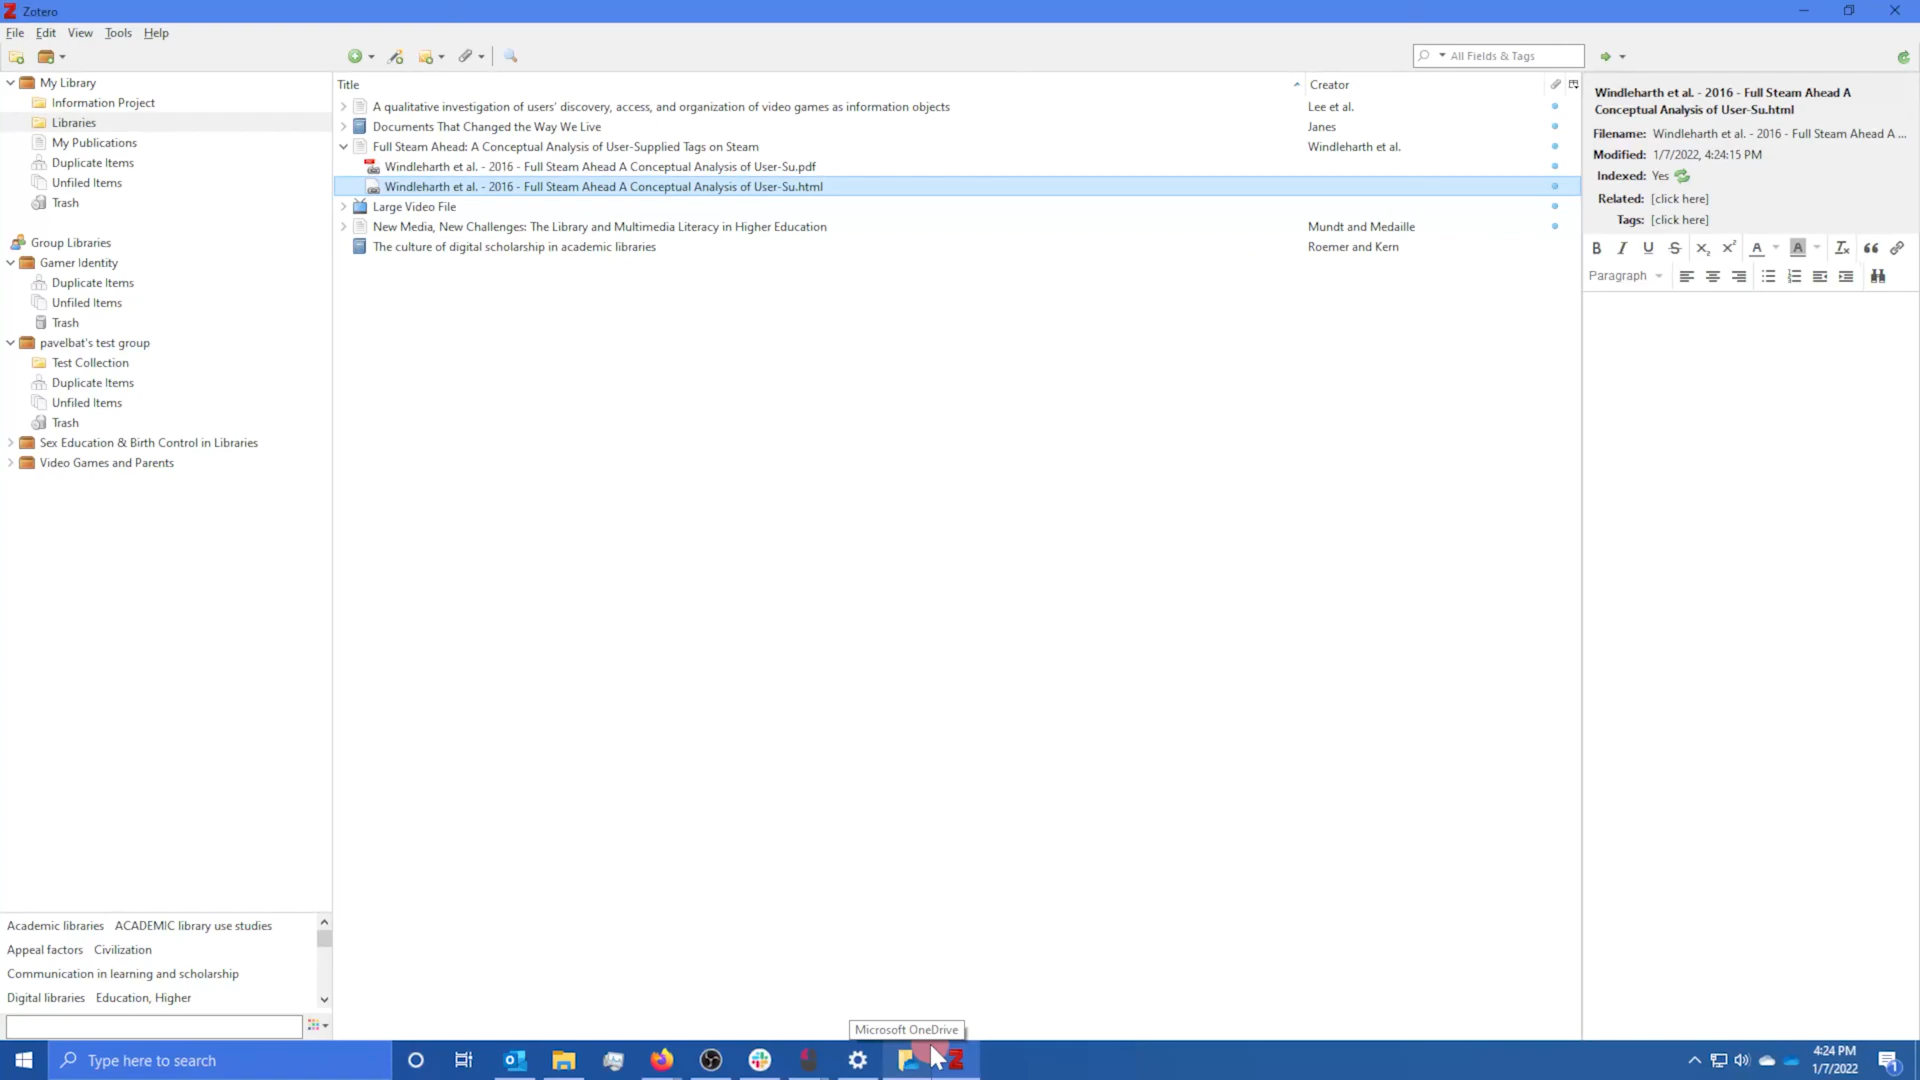 Zotero
File Edit View Tools Help
All Fields & Tags
My Library
Information Project
Libraries
My Publications
Duplicate Items
Unfiled Items
Trash
Group Libraries
Gamer Identity
Duplicate Items
Unfiled Items
Trash
pavelbat's test group
Test Collection
Duplicate Items
Unfiled Items
Trash
Sex Education & Birth Control in Libraries
Video Games and Parents
Academic libraries ACADEMIC library use studies
Appeal factors Civilization
Communication in learning and scholarship
Digital libraries Education, Higher
Title Creator
A qualitative investigation of users' discovery, access, and organization of video games as information objects Lee et al.
Documents That Changed the Way We Live Janes
Full Steam Ahead: A Conceptual Analysis of User-Supplied Tags on Steam Windleharth et al.
Windleharth et al. - 2016 - Full Steam Ahead A Conceptual Analysis of User-Su.pdf
Windleharth et al. - 2016 - Full Steam Ahead A Conceptual Analysis of User-Su.html
Large Video File
New Media, New Challenges: The Library and Multimedia Literacy in Higher Education Mundt and Medaille
The culture of digital scholarship in academic libraries Roemer and Kern
Windleharth et al. - 2016 - Full Steam Ahead A
Conceptual Analysis of User-Su.html
Filename: Windleharth et al. - 2016 - Full Steam Ahead A ...
Modified: 1/7/2022, 4:24:15 PM
Indexed: Yes
Related: [click here]
Tags: [click here]
B I U S X₂ X² A A Tx
Paragraph
Microsoft OneDrive
Type here to search
4:24 PM
1/7/2022
1